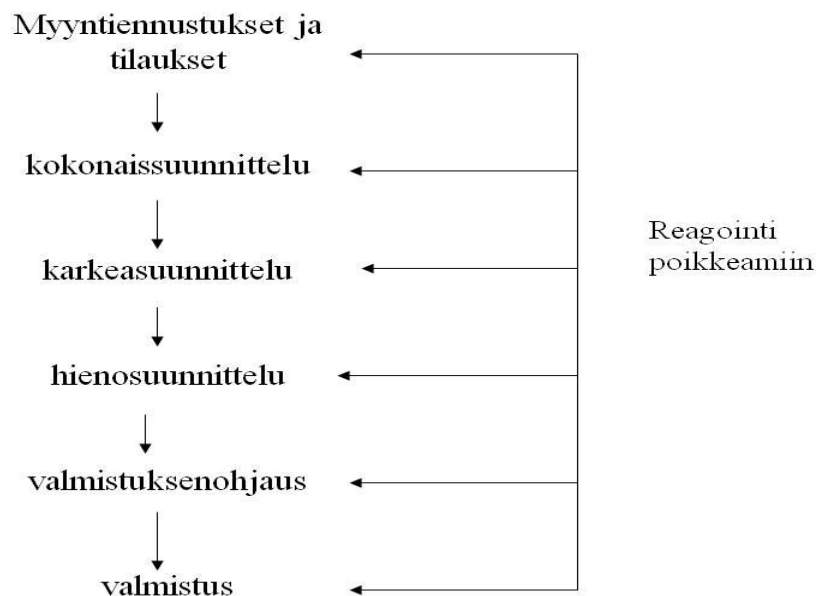 Myyntiennustukset ja
tilaukset
kokonaissuunnittelu
karkeasuunnittelu
hienosuunnittelu
valmistuksenohjaus
valmistus
Reagointi
poikkeamiin